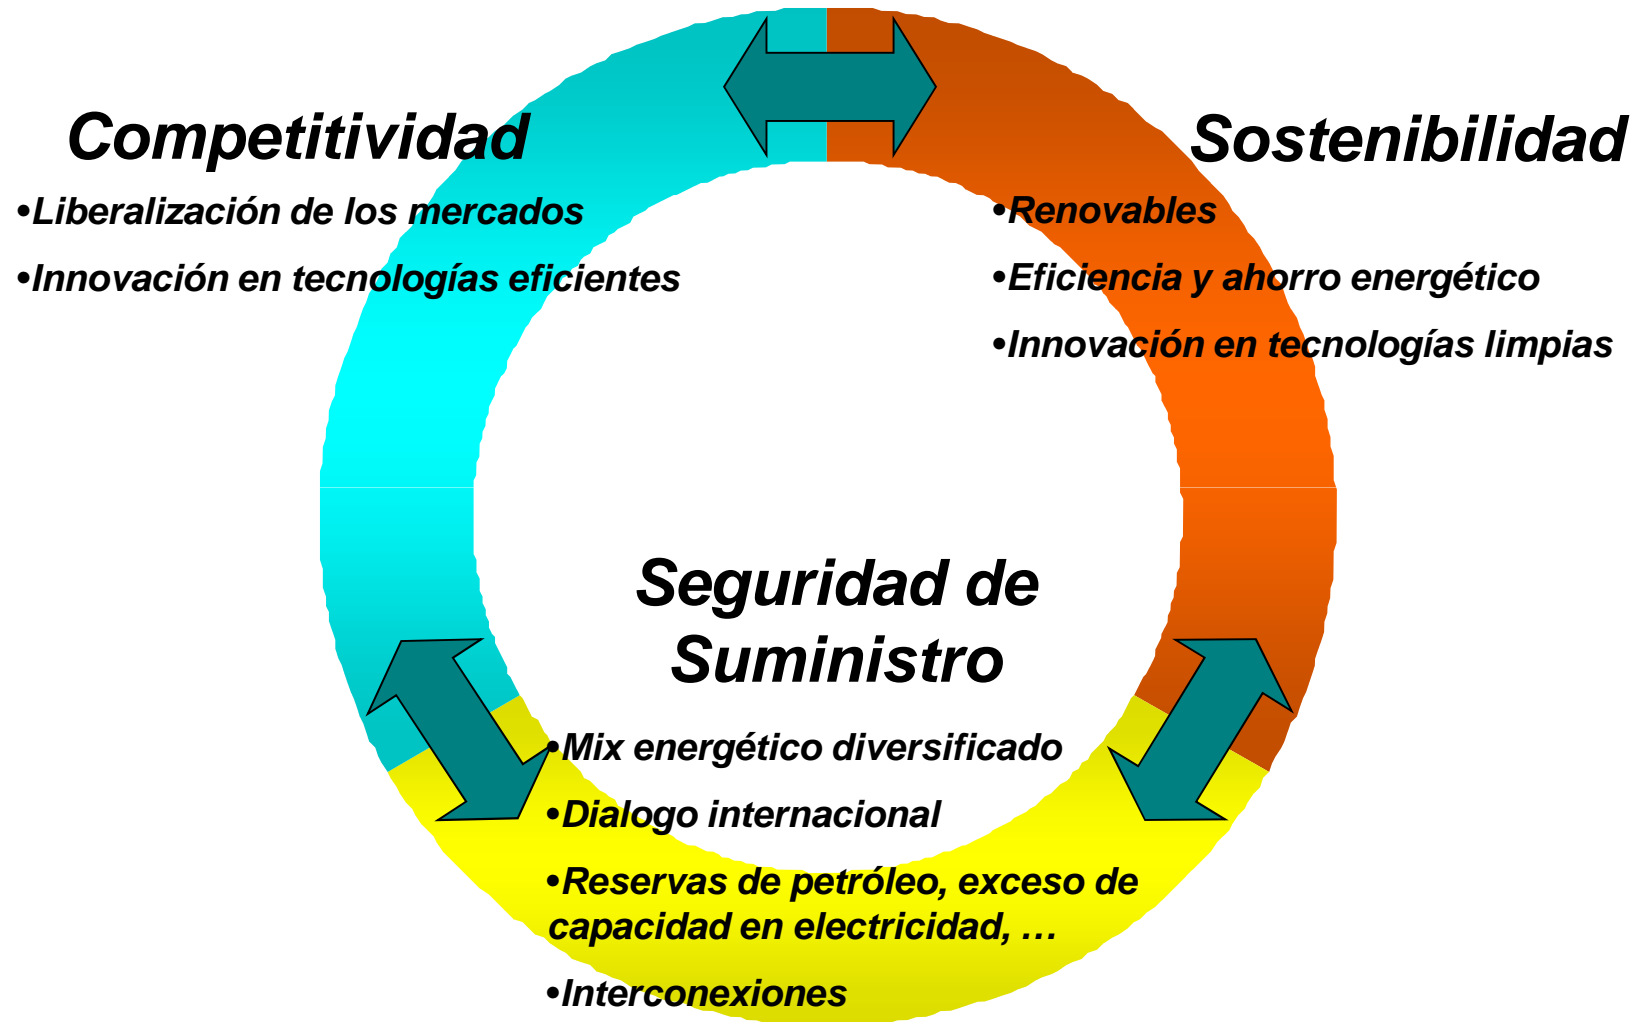 Competitividad
•Liberalización de los mercados
•Innovación en tecnologías eficientes
Sostenibilidad
•Renovables
•Eficiencia y ahorro energético
•Innovación en tecnologías limpias
Seguridad de
Suministro
•Mix energético diversificado
•Dialogo internacional
•Reservas de petróleo, exceso de
capacidad en electricidad, …
•Interconexiones